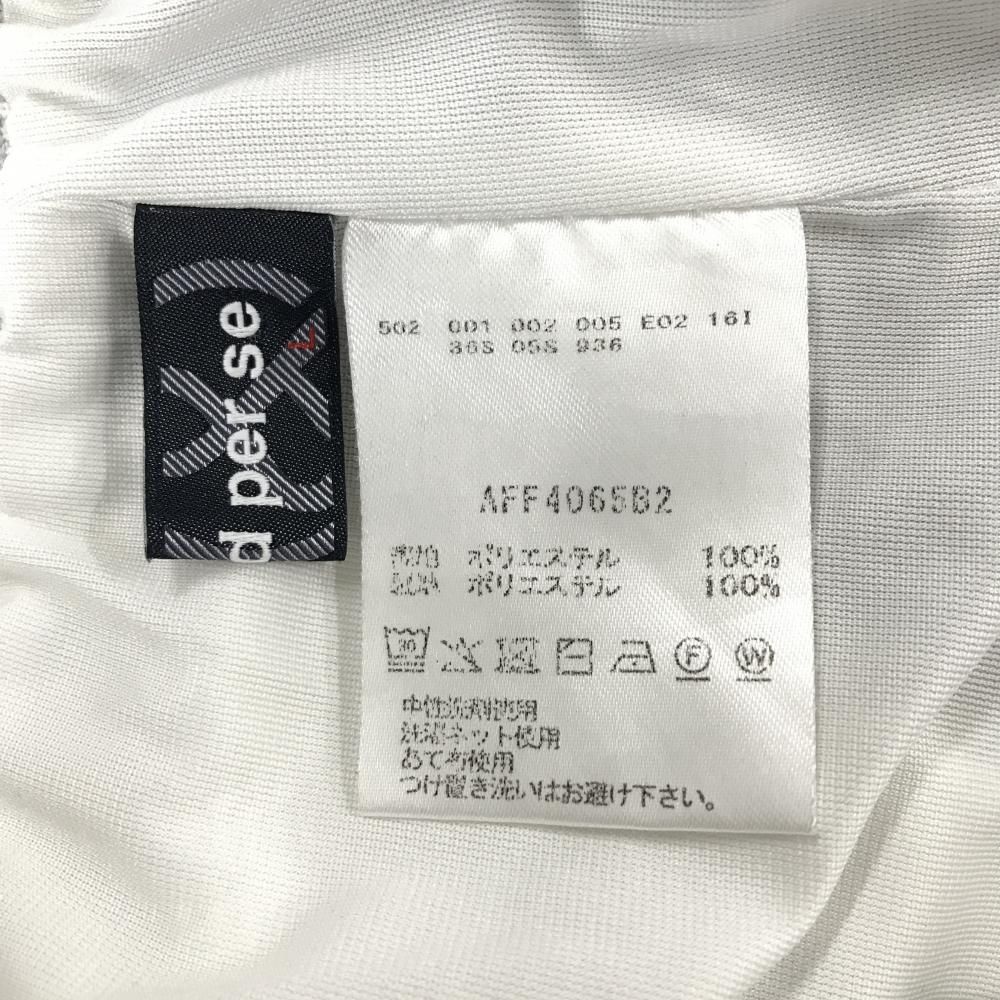 d per se
L
502 001 002 005 E02 16I
36S 05S 936
AFF4065B2
表地 ポリエステル 100%
ポリエステル 100%
30
F
W
中性洗剤使用
洗濯ネット使用
あて布使用
つけ置き洗いはお避け下さい。